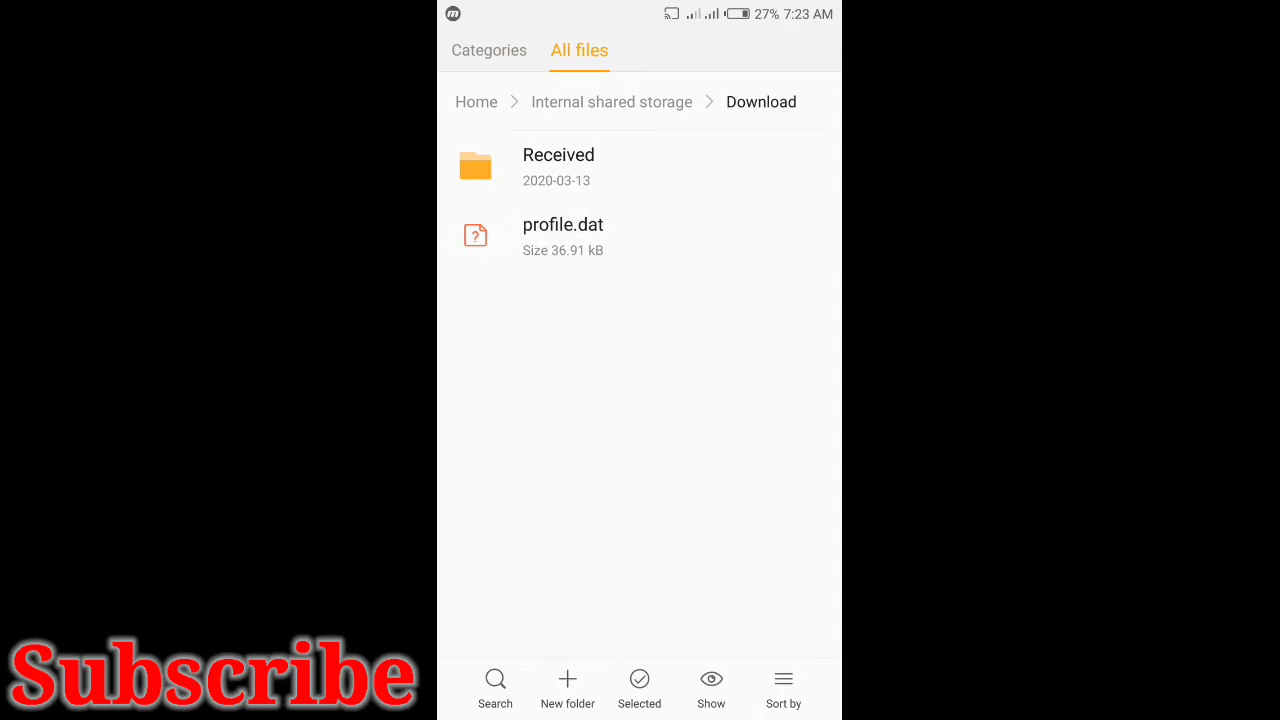 27% 7:23 AM
Categories All files
Home Internal shared storage Download
Received
2020-03-13
profile.dat
Size 36.91 kB
Search New folder Selected Show Sort by
Subscribe